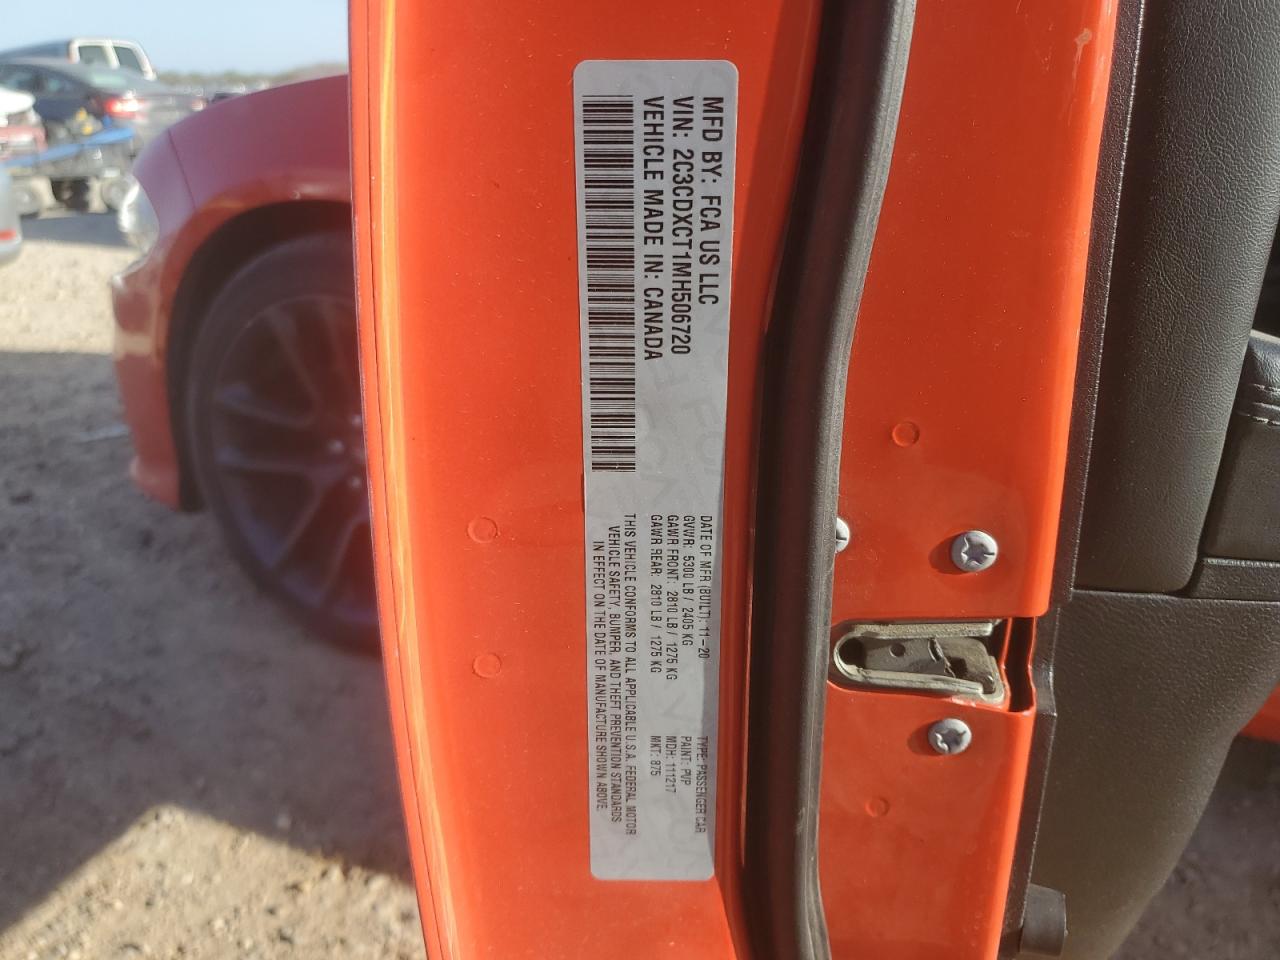 MFD BY: FCA US LLC
VIN: 2C3CDXCT1MH506720
VEHICLE MADE IN: CANADA
DATE OF MFR (BUILT): 11-20
GVWR: 5300 LB / 2405 KG
GAWR FRONT: 2810 LB / 1275 KG
GAWR REAR: 2810 LB / 1275 KG
TYPE: PASSENGER CAR
PAINT: PVP
MDH: 111217
MKT: 875
THIS VEHICLE CONFORMS TO ALL APPLICABLE U.S.A. FEDERAL MOTOR
VEHICLE SAFETY, BUMPER, AND THEFT PREVENTION STANDARDS
IN EFFECT ON THE DATE OF MANUFACTURE SHOWN ABOVE.